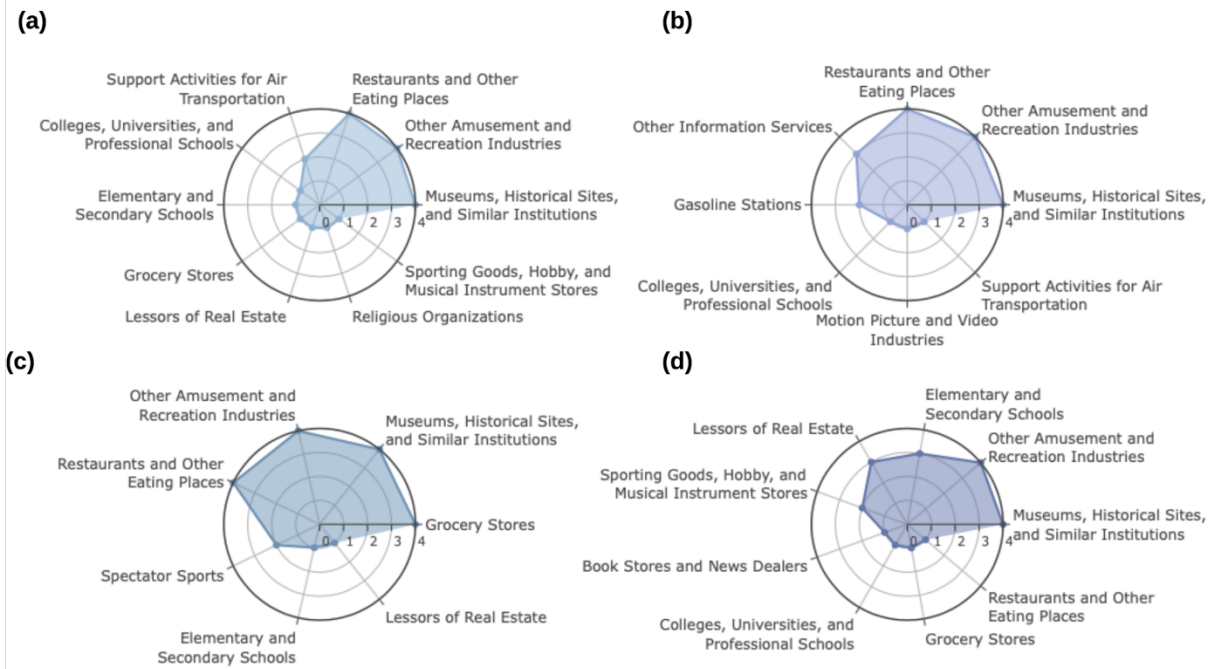 (a)
Support Activities for Air
Transportation
Restaurants and Other
Eating Places
Colleges, Universities, and
Professional Schools
Other Amusement and
Recreation Industries
Elementary and
Secondary Schools
Museums, Historical Sites,
and Similar Institutions
0 1 2 3 4
Grocery Stores
Sporting Goods, Hobby, and
Musical Instrument Stores
Lessors of Real Estate
Religious Organizations
(b)
Restaurants and Other
Eating Places
Other Information Services
Other Amusement and
Recreation Industries
Gasoline Stations
Museums, Historical Sites,
and Similar Institutions
0 1 2 3 4
Colleges, Universities, and
Professional Schools
Support Activities for Air
Transportation
Motion Picture and Video
Industries
(c)
Other Amusement and
Recreation Industries
Museums, Historical Sites,
and Similar Institutions
Restaurants and Other
Eating Places
Grocery Stores
0 1 2 3 4
Spectator Sports
Lessors of Real Estate
Elementary and
Secondary Schools
(d)
Elementary and
Secondary Schools
Lessors of Real Estate
Other Amusement and
Recreation Industries
Sporting Goods, Hobby, and
Musical Instrument Stores
Museums, Historical Sites,
and Similar Institutions
0 1 2 3 4
Book Stores and News Dealers
Restaurants and Other
Eating Places
Colleges, Universities, and
Professional Schools
Grocery Stores